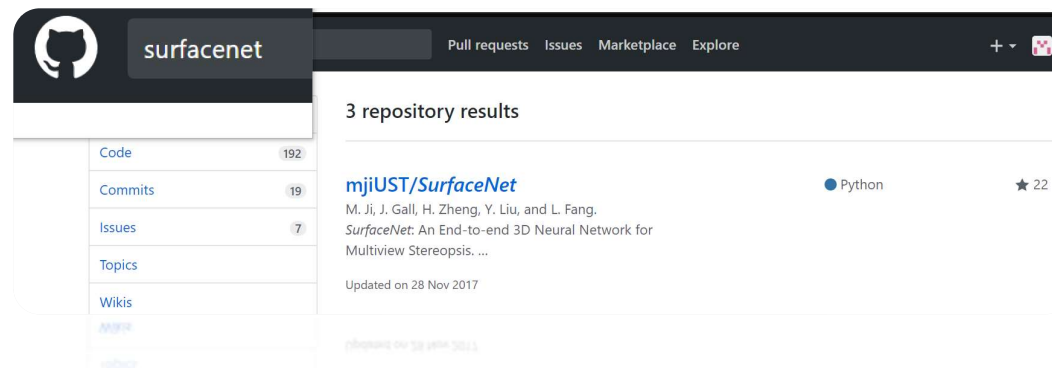 surfacenet
Pull requests Issues Marketplace Explore
3 repository results
Code 192
Commits 19
Issues 7
Topics
Wikis
mjiUST/SurfaceNet
Python
22
M. Ji, J. Gall, H. Zheng, Y. Liu, and L. Fang.
SurfaceNet: An End-to-end 3D Neural Network for
Multiview Stereopsis. ...
Updated on 28 Nov 2017